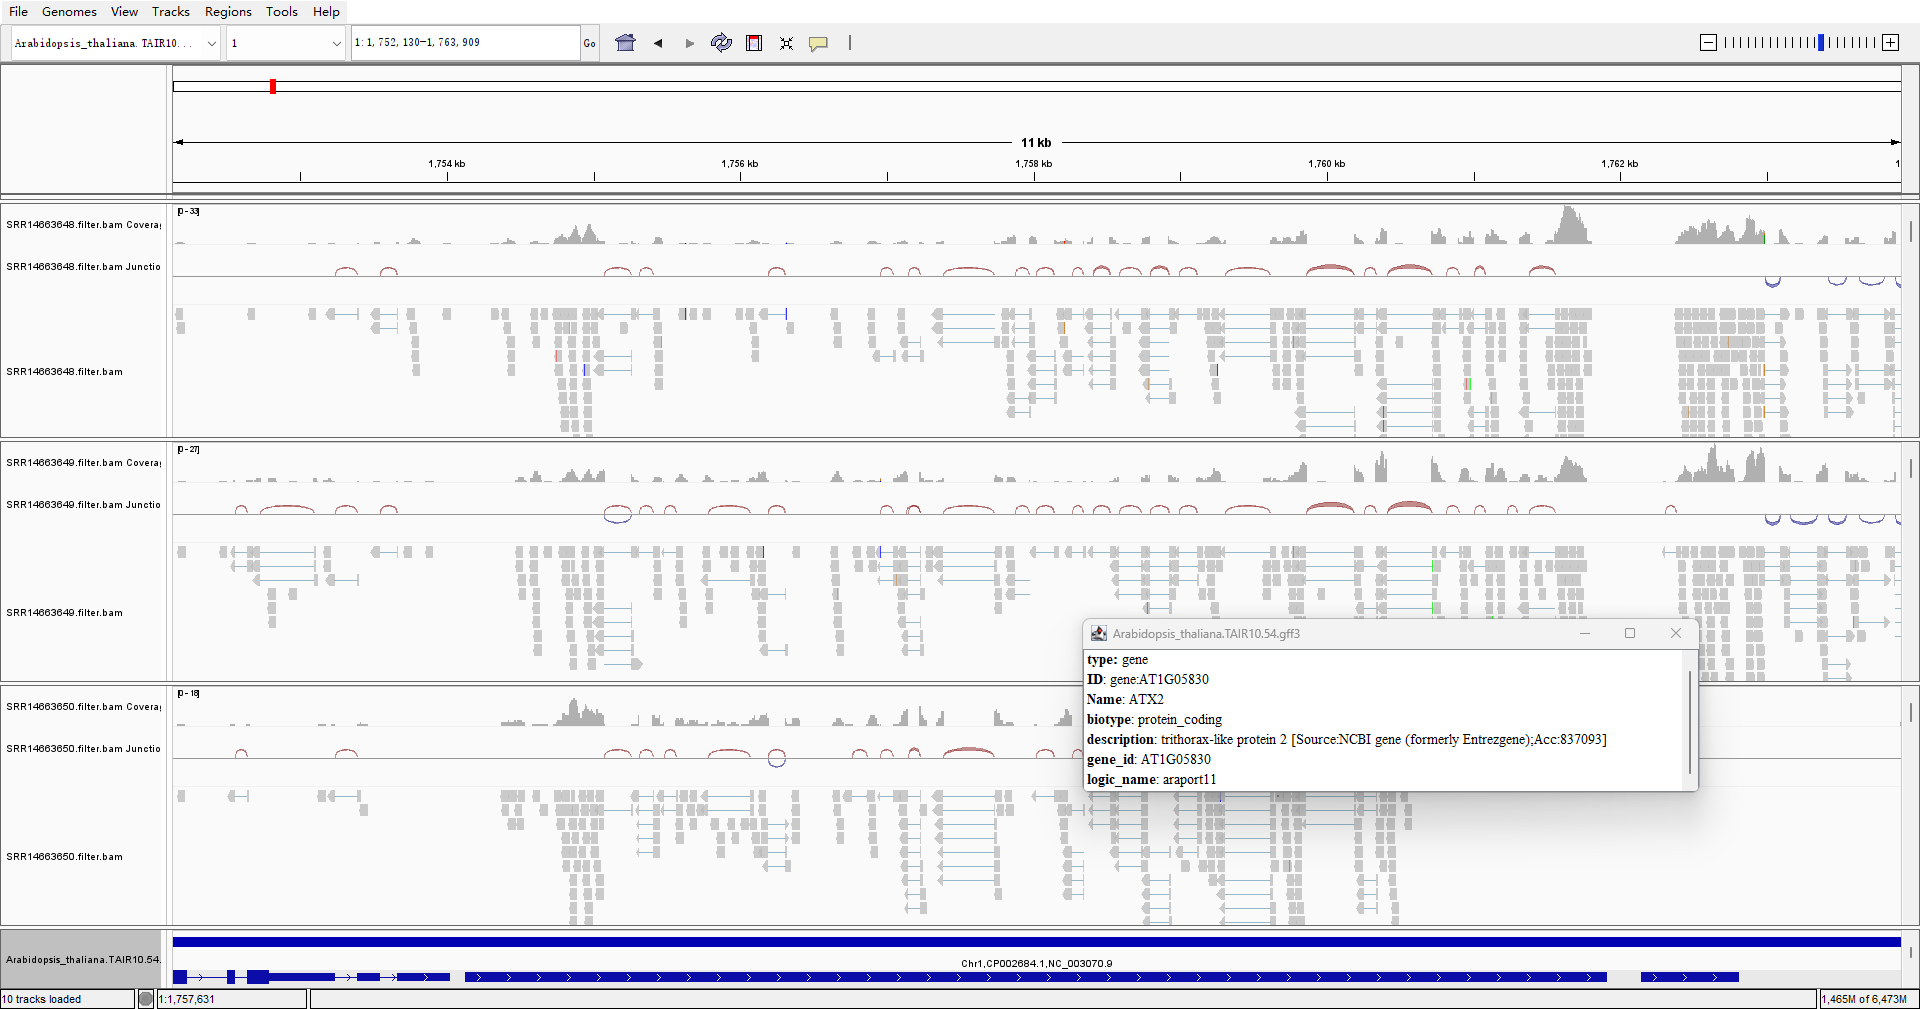 File Genomes View Tracks Regions Tools Help
Arabidopsis_thaliana.TAIR10... 1 1:1,752,130-1,763,909 Go
11 kb
1,754 kb 1,756 kb 1,758 kb 1,760 kb 1,762 kb 1
[0 - 33]
SRR14663648.filter.bam Covera
SRR14663648.filter.bam Junctio
SRR14663648.filter.bam
[0 - 27]
SRR14663649.filter.bam Covera
SRR14663649.filter.bam Junctio
SRR14663649.filter.bam
Arabidopsis_thaliana.TAIR10.54.gff3
type: gene
ID: gene:AT1G05830
Name: ATX2
biotype: protein_coding
description: trithorax-like protein 2 [Source:NCBI gene (formerly Entrezgene);Acc:837093]
gene_id: AT1G05830
logic_name: araport11
[0 - 18]
SRR14663650.filter.bam Covera
SRR14663650.filter.bam Junctio
SRR14663650.filter.bam
Arabidopsis_thaliana.TAIR10.54.
Chr1,CP002684.1,NC_003070.9
10 tracks loaded 1:1,757,631 1,465M of 6,473M